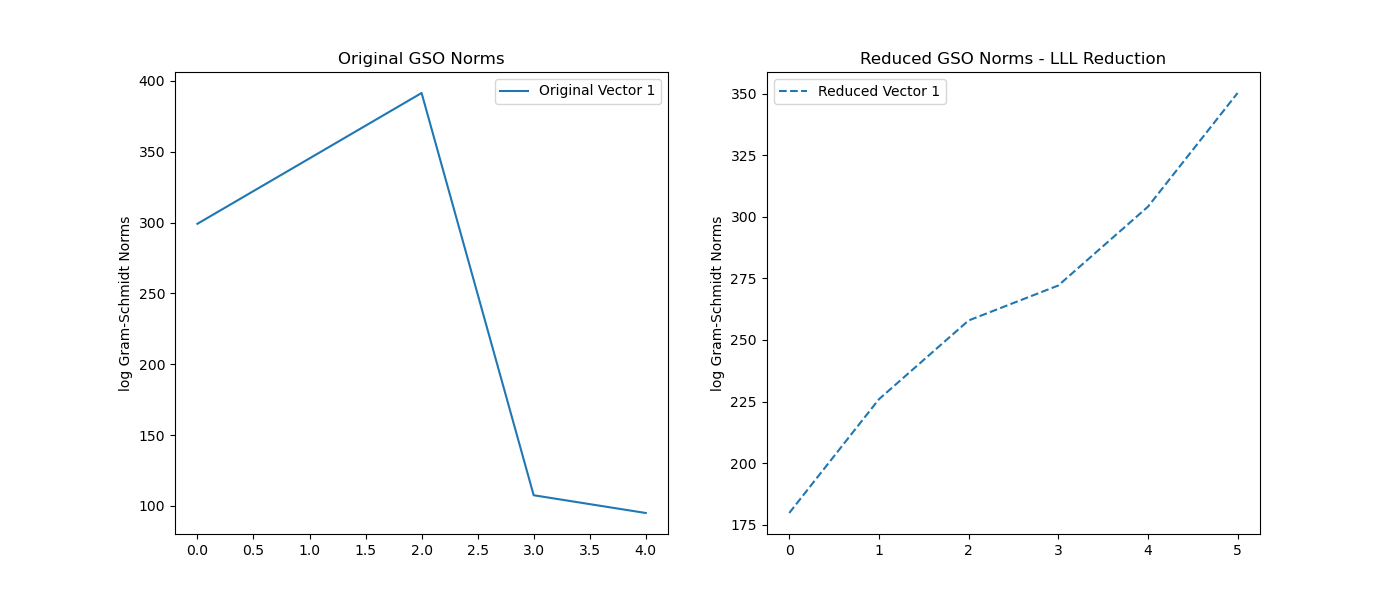 Original GSO Norms
Original Vector 1
log Gram-Schmidt Norms
400
350
300
250
200
150
100
0.0 0.5 1.0 1.5 2.0 2.5 3.0 3.5 4.0
Reduced GSO Norms - LLL Reduction
Reduced Vector 1
log Gram-Schmidt Norms
350
325
300
275
250
225
200
175
0 1 2 3 4 5